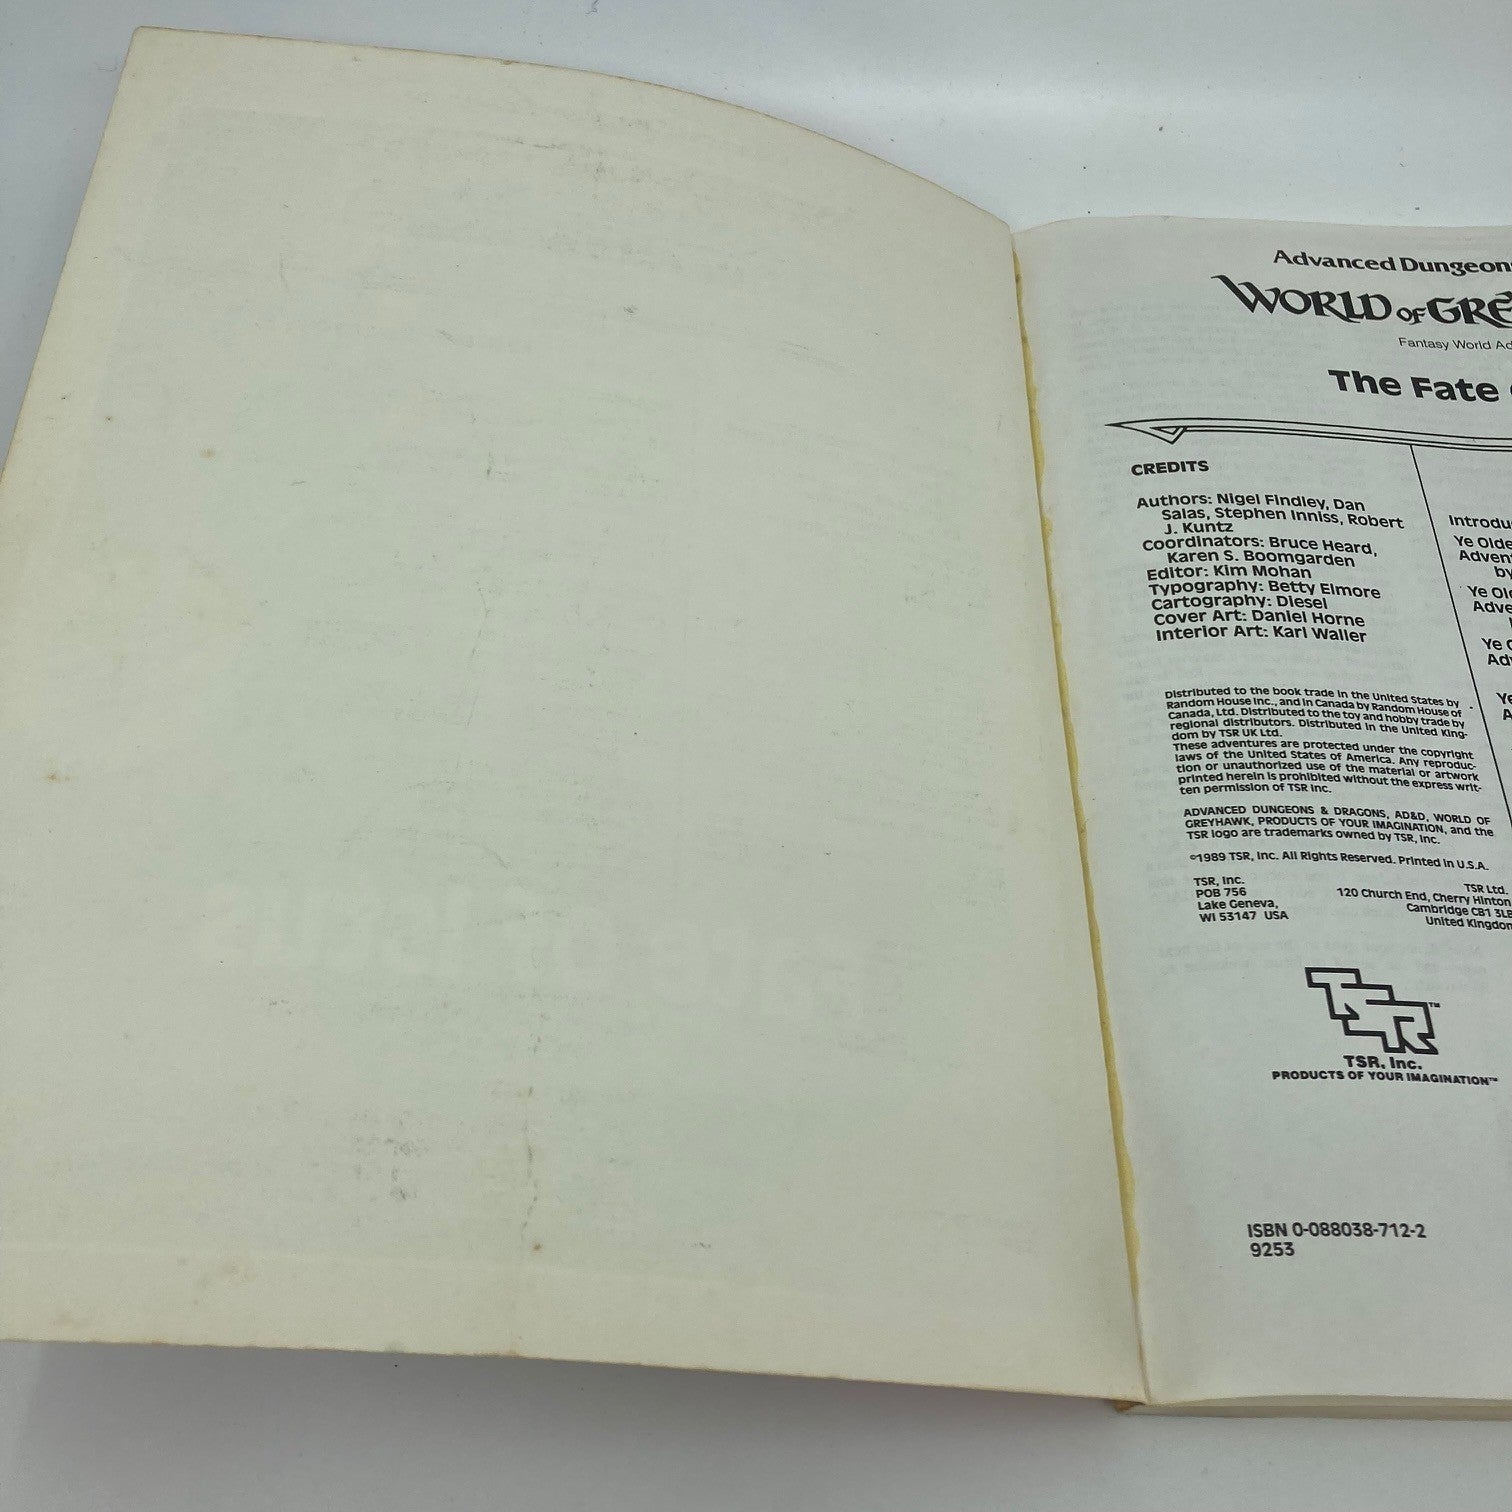 Advanced Dungeon
WORLD OF GRE
Fantasy World Ad
The Fate
CREDITS
Authors: Nigel Findley, Dan
Salas, Stephen Inniss, Robert
J. Kuntz
Coordinators: Bruce Heard,
Karen S. Boomgarden
Editor: Kim Mohan
Typography: Betty Elmore
Cartography: Diesel
Cover Art: Daniel Horne
Interior Art: Karl Waller
Distributed to the book trade in the United States by
Random House Inc., and in Canada by Random House of
Canada, Ltd. Distributed to the toy and hobby trade by
regional distributors. Distributed in the United King-
dom by TSR UK Ltd.
These adventures are protected under the copyright
laws of the United States of America. Any reproduc-
tion or unauthorized use of the material or artwork
printed herein is prohibited without the express writ-
ten permission of TSR Inc.
ADVANCED DUNGEONS & DRAGONS, AD&D, WORLD OF
GREYHAWK, PRODUCTS OF YOUR IMAGINATION, and the
TSR logo are trademarks owned by TSR, Inc.
©1989 TSR, Inc. All Rights Reserved. Printed in U.S.A.
TSR, Inc.
POB 756
Lake Geneva,
WI 53147 USA
TSR Ltd.
120 Church End, Cherry Hinton
Cambridge CB1 3LB
United Kingdom
TSR™
TSR, Inc.
PRODUCTS OF YOUR IMAGINATION™
ISBN 0-088038-712-2
9253
Introdu
Ye Olde
Adven
by
Ye Old
Adve
Ye O
Adv
Ye
A